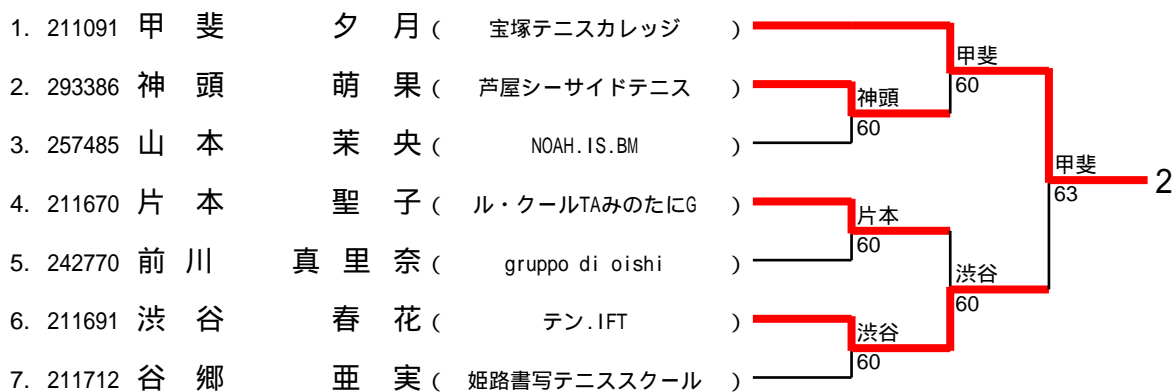 1. 211091 甲斐 夕月 ( 宝塚テニスカレッジ )
2. 293386 神頭 萌果 ( 芦屋シーサイドテニス )
3. 257485 山本 茉央 ( NOAH.IS.BM )
4. 211670 片本 聖子 ( ル・クールTAみのたにG )
5. 242770 前川 真里奈 ( gruppo di oishi )
6. 211691 渋谷 春花 ( テン.IFT )
7. 211712 谷郷 亜実 ( 姫路書写テニススクール )
神頭
60
片本
60
渋谷
60
甲斐
60
渋谷
60
甲斐
63
2